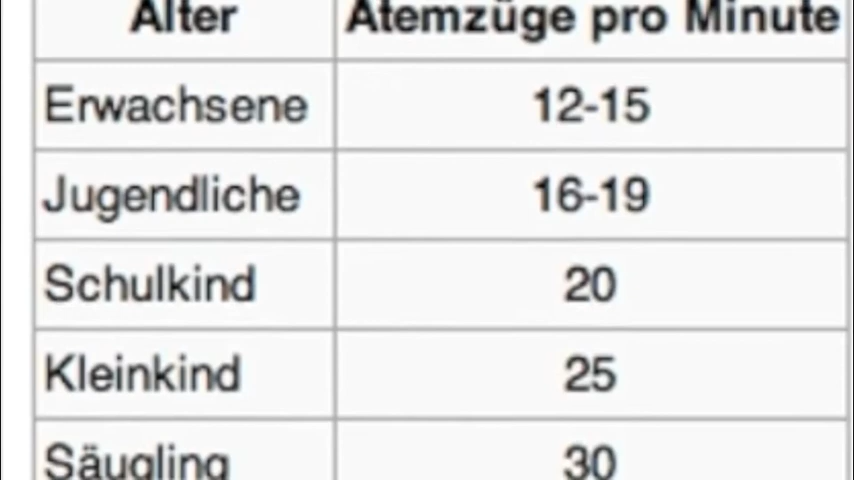 Alter Atemzüge pro Minute
Erwachsene 12-15
Jugendliche 16-19
Schulkind 20
Kleinkind 25
Säugling 30